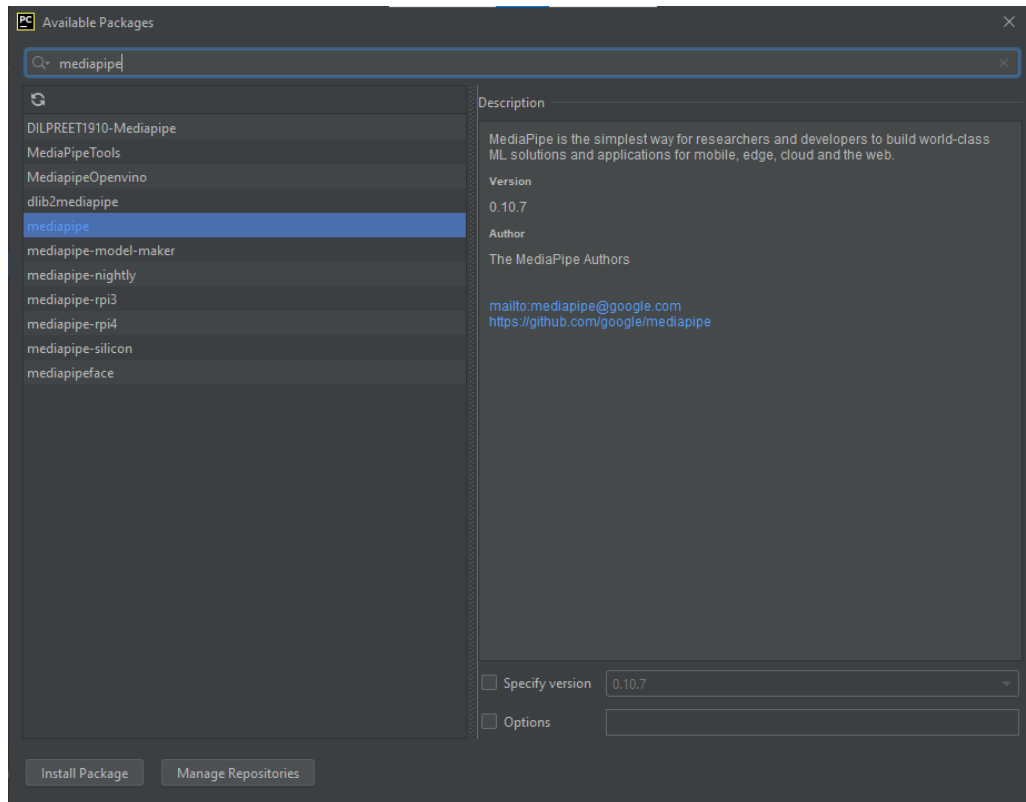 PC Available Packages
mediapipe
DILPREET1910-Mediapipe
MediaPipeTools
MediapipeOpenvino
dlib2mediapipe
mediapipe
mediapipe-model-maker
mediapipe-nightly
mediapipe-rpi3
mediapipe-rpi4
mediapipe-silicon
mediapipeface
Description
MediaPipe is the simplest way for researchers and developers to build world-class
ML solutions and applications for mobile, edge, cloud and the web.
Version
0.10.7
Author
The MediaPipe Authors
mailto:mediapipe@google.com
https://github.com/google/mediapipe
Specify version 0.10.7
Options
Install Package Manage Repositories